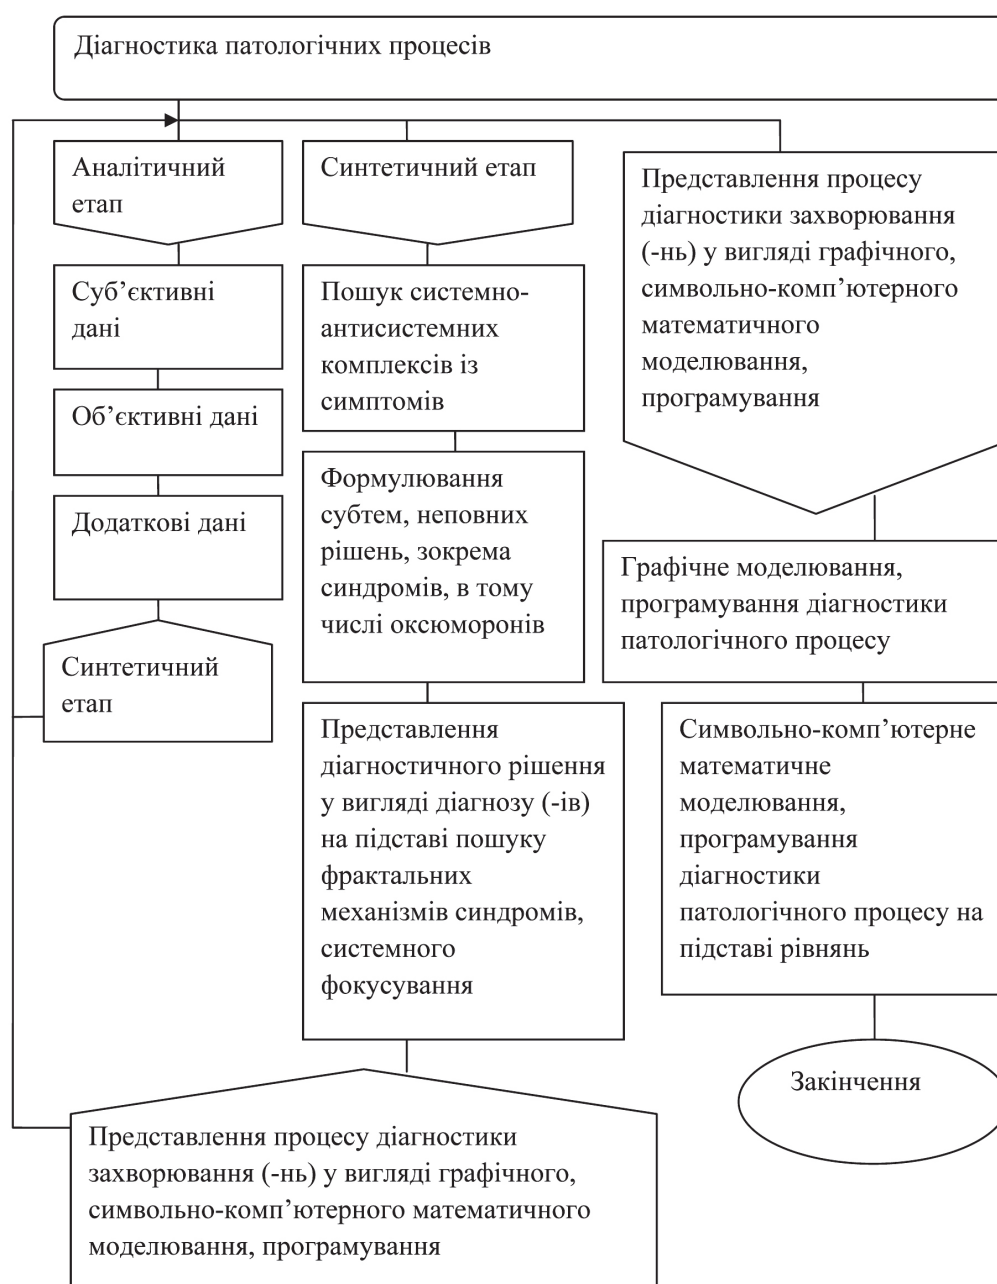 Діагностика патологічних процесів
Аналітичний
етап
Суб’єктивні
дані
Об’єктивні дані
Додаткові дані
Синтетичний
етап
Синтетичний етап
Пошук системно-
антисистемних
комплексів із
симптомів
Формулювання
субтем, неповних
рішень, зокрема
синдромів, в тому
числі оксюморонів
Представлення
діагностичного рішення
у вигляді діагнозу (-ів)
на підставі пошуку
фрактальних
механізмів синдромів,
системного
фокусування
Представлення процесу діагностики
захворювання (-нь) у вигляді графічного,
символьно-комп’ютерного математичного
моделювання, програмування
Представлення процесу
діагностики захворювання
(-нь) у вигляді графічного,
символьно-комп’ютерного
математичного
моделювання,
програмування
Графічне моделювання,
програмування діагностики
патологічного процесу
Символьно-комп’ютерне
математичне
моделювання,
програмування
діагностики
патологічного процесу на
підставі рівнянь
Закінчення